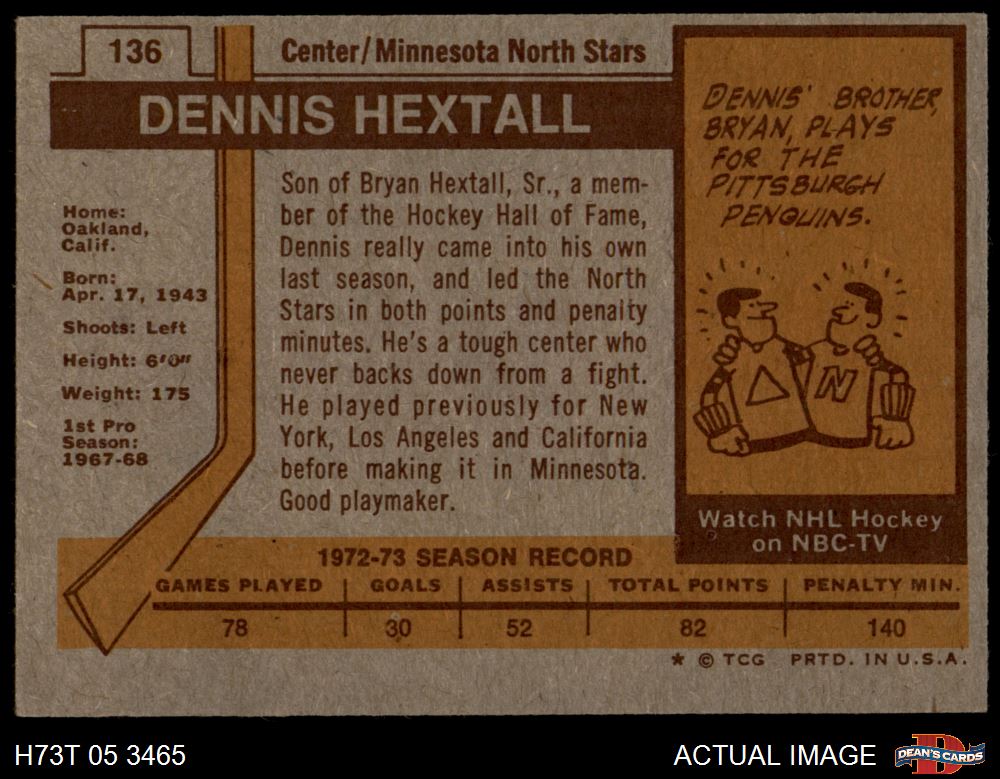 136
Center/Minnesota North Stars
DENNIS HEXTALL
Home:
Oakland,
Calif.
Born:
Apr. 17, 1943
Shoots: Left
Height: 6'0"
Weight: 175
1st Pro
Season:
1967-68
Son of Bryan Hextall, Sr., a mem-
ber of the Hockey Hall of Fame,
Dennis really came into his own
last season, and led the North
Stars in both points and penalty
minutes. He's a tough center who
never backs down from a fight.
He played previously for New
York, Los Angeles and California
before making it in Minnesota.
Good playmaker.
DENNIS' BROTHER,
BRYAN, PLAYS
FOR THE
PITTSBURGH
PENGUINS.
N
Watch NHL Hockey
on NBC-TV
1972-73 SEASON RECORD
GAMES PLAYED GOALS ASSISTS TOTAL POINTS PENALTY MIN.
78 30 52 82 140
* © TCG PRTD. IN U.S.A.
H73T 05 3465
ACTUAL IMAGE
D
DEAN'S CARDS